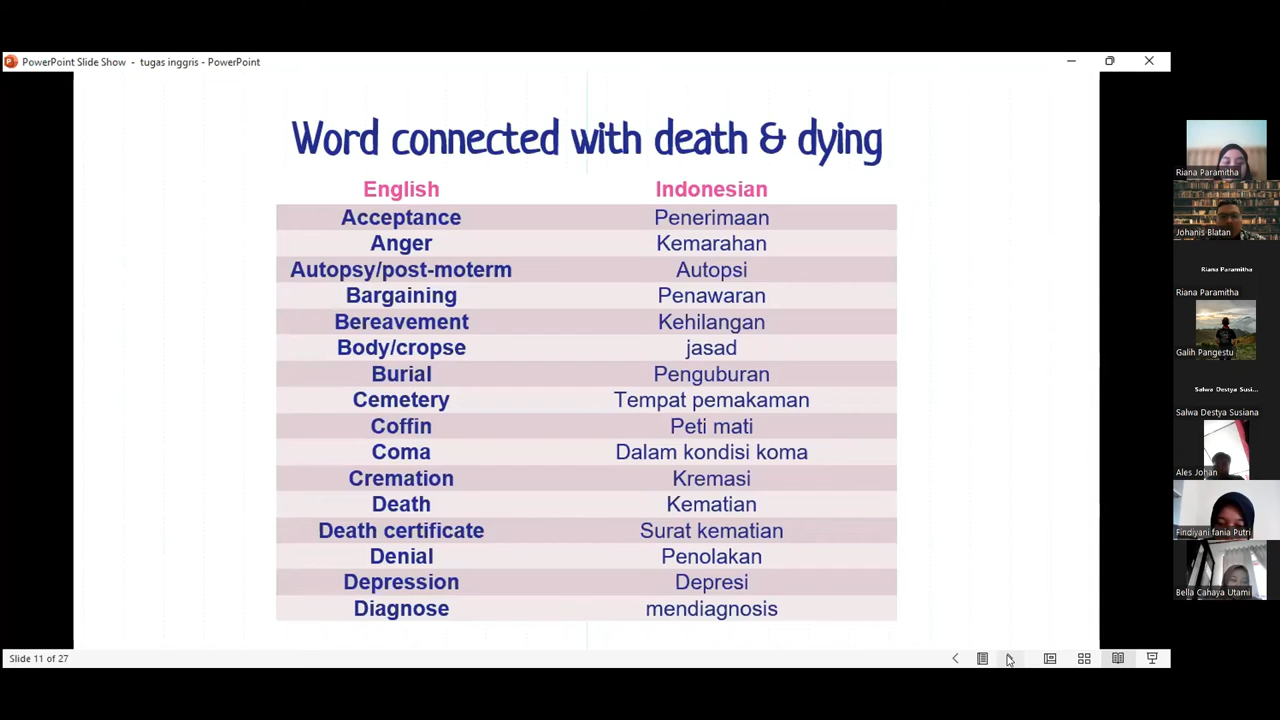 PowerPoint Slide Show - tugas inggris - PowerPoint
Word connected with death & dying
English Indonesian
Acceptance Penerimaan
Anger Kemarahan
Autopsy/post-moterm Autopsi
Bargaining Penawaran
Bereavement Kehilangan
Body/cropse jasad
Burial Penguburan
Cemetery Tempat pemakaman
Coffin Peti mati
Coma Dalam kondisi koma
Cremation Kremasi
Death Kematian
Death certificate Surat kematian
Denial Penolakan
Depression Depresi
Diagnose mendiagnosis
Slide 11 of 27
Riana Paramitha
Johanis Blatan
Riana Paramitha
Riana Paramitha
Galih Pangestu
Salwa Destya Susi...
Salwa Destya Susiana
Ales Johan
Findiyani fania Putri
Bella Cahaya Utami